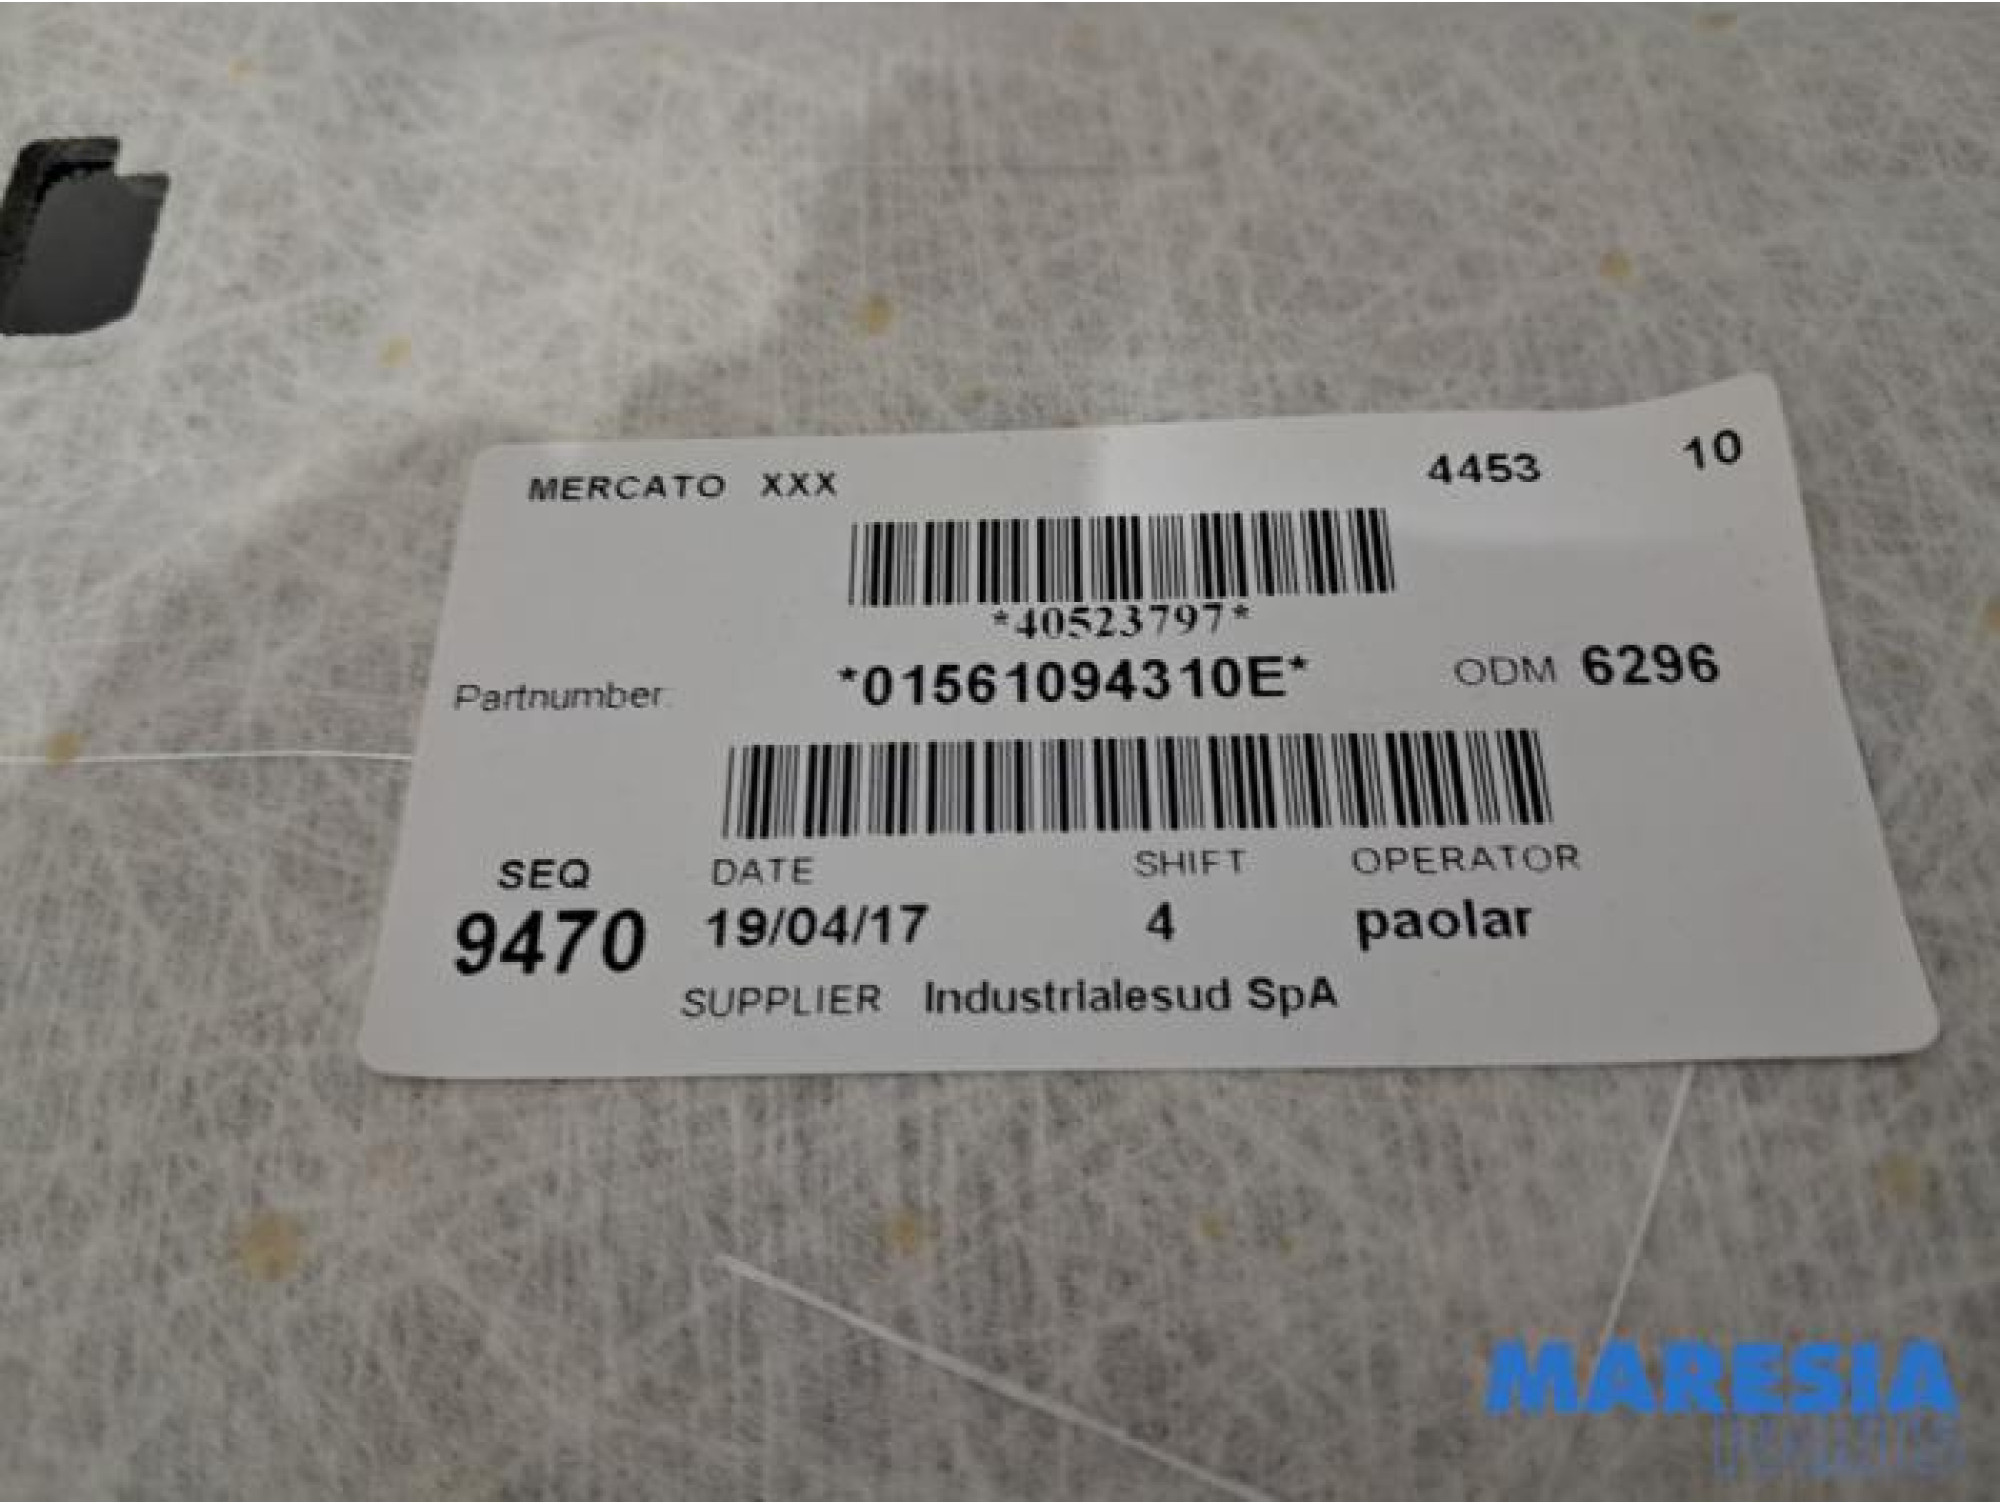 MERCATO XXX 4453 10
*40523797*
Partnumber: *01561094310E* ODM 6296
SEQ DATE SHIFT OPERATOR
9470 19/04/17 4 paolar
SUPPLIER Industrialesud SpA
MARESIA